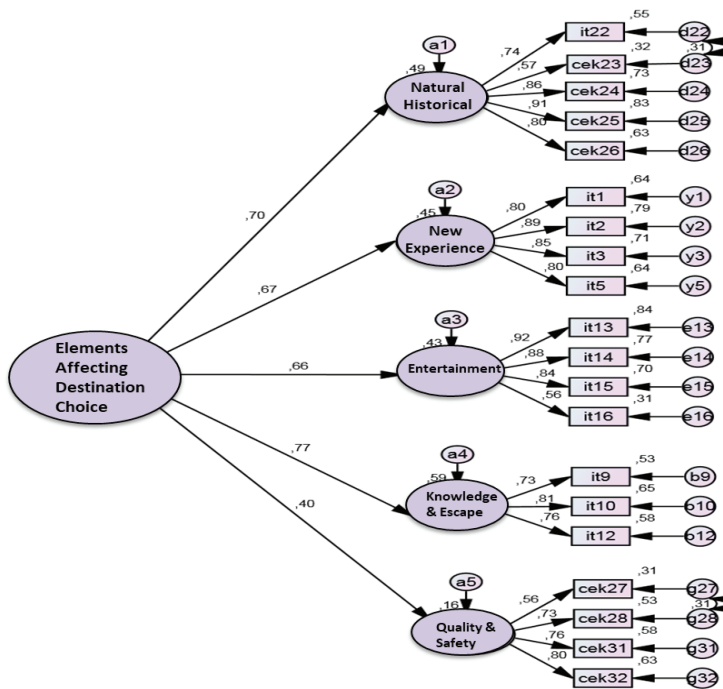 ,55
it22
d22
a1
,74
,31
,32
,57
cek23
d23
,49
,73
Natural
Historical
,86
cek24
d24
,83
,91
cek25
d25
,80
,63
cek26
d26
,70
a2
,64
,80
it1
y1
,45
,79
New
Experience
,89
it2
y2
,71
,85
it3
y3
,64
,80
it5
y5
,67
a3
,84
,92
it13
e13
,43
,77
,88
it14
e14
Entertainment
,70
,84
it15
e15
,31
,56
it16
e16
Elements
Affecting
Destination
Choice
,66
,77
a4
,53
,73
it9
b9
,59
,65
Knowledge
& Escape
,81
it10
b10
,58
,76
it12
b12
,40
a5
,31
,56
cek27
g27
,16
,53
,31
Quality &
Safety
,73
cek28
g28
,58
,76
cek31
g31
,63
,80
cek32
g32